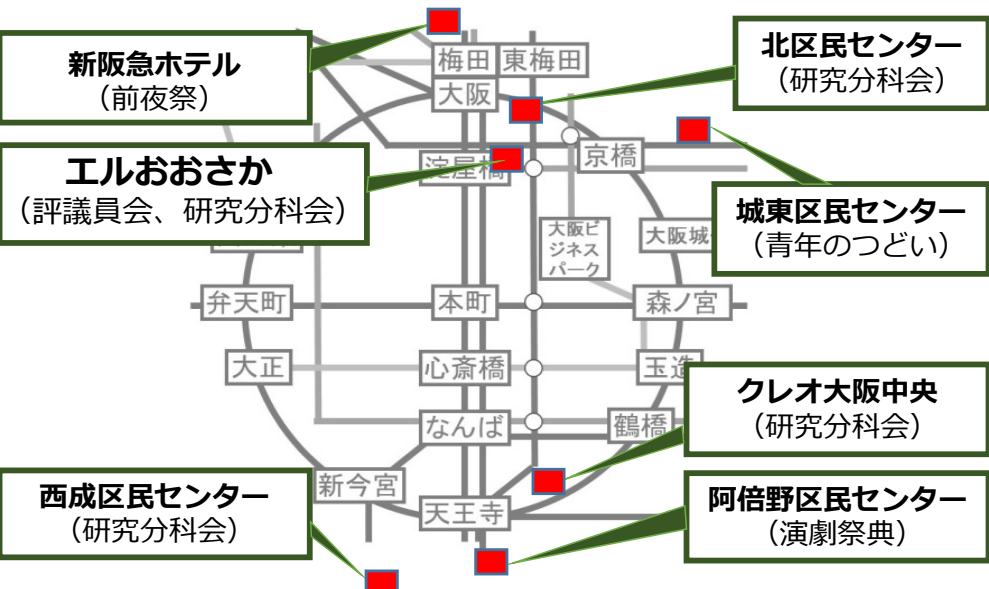 新阪急ホテル
（前夜祭）
梅田
東梅田
大阪
北区民センター
（研究分科会）
エルおおさか
（評議員会、研究分科会）
淀屋橋
京橋
大阪ビ
ジネス
パーク
大阪城
城東区民センター
（青年のつどい）
弁天町
本町
森ノ宮
大正
心斎橋
玉造
クレオ大阪中央
（研究分科会）
なんば
鶴橋
西成区民センター
（研究分科会）
新今宮
天王寺
阿倍野区民センター
（演劇祭典）